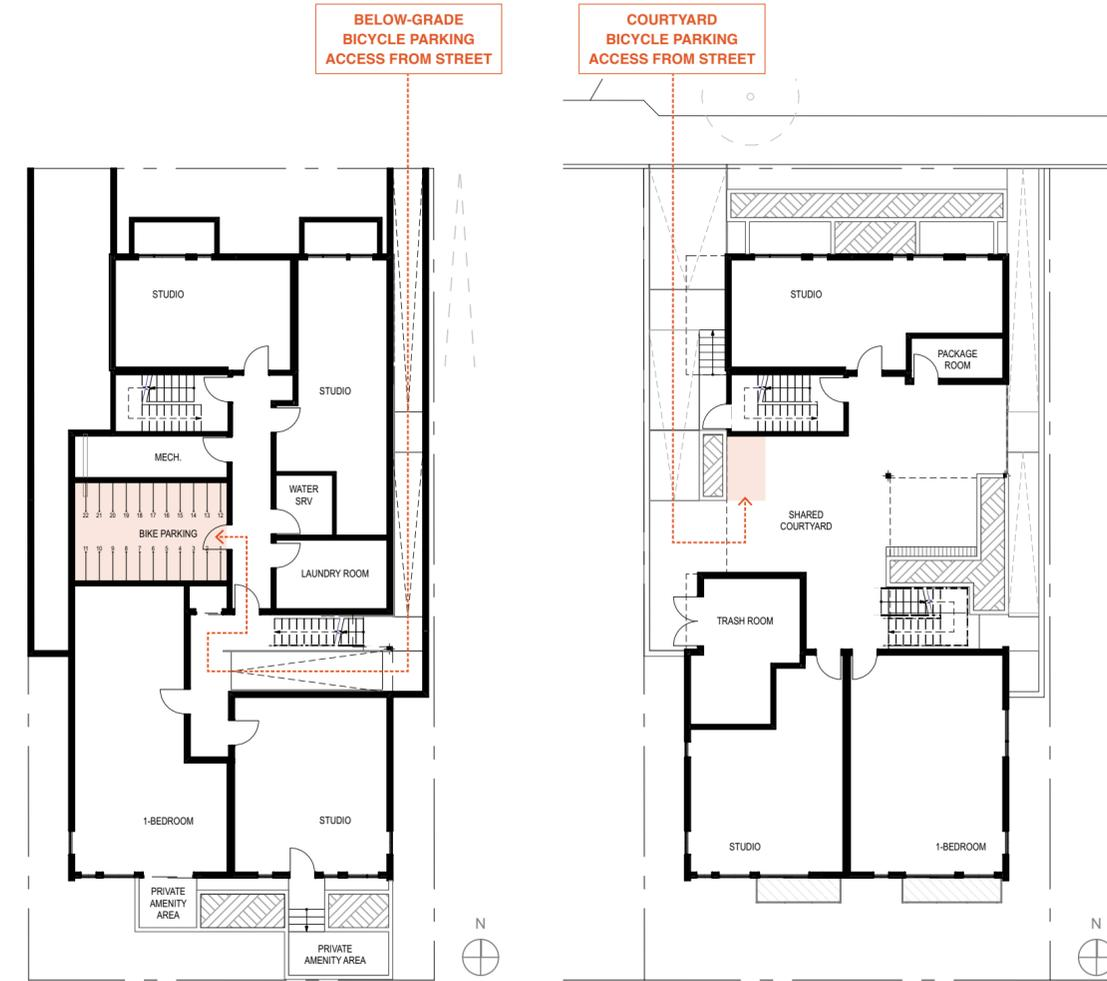 BELOW-GRADE
BICYCLE PARKING
ACCESS FROM STREET
STUDIO
STUDIO
MECH.
WATER
SRV
22 21 20 19 18 17 16 15 14 13 12
BIKE PARKING
11 10 9 8 7 6 5 4 3 2 1
LAUNDRY ROOM
1-BEDROOM
STUDIO
PRIVATE
AMENITY
AREA
PRIVATE
AMENITY AREA
N
COURTYARD
BICYCLE PARKING
ACCESS FROM STREET
STUDIO
PACKAGE
ROOM
SHARED
COURTYARD
TRASH ROOM
STUDIO
1-BEDROOM
N